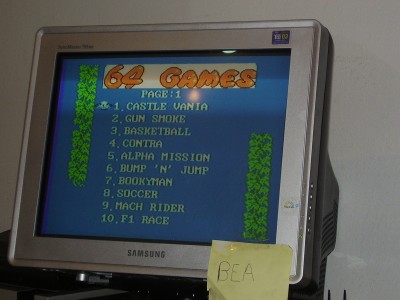 64 GAMES
PAGE:1
1,CASTLE VANIA
2,GUN SMOKE
3,BASKETBALL
4,CONTRA
5,ALPHA MISSION
6,BUMP 'N' JUMP
7,BOOKYMAN
8,SOCCER
9,MACH RIDER
10,F1 RACE
SAMSUNG
BEA